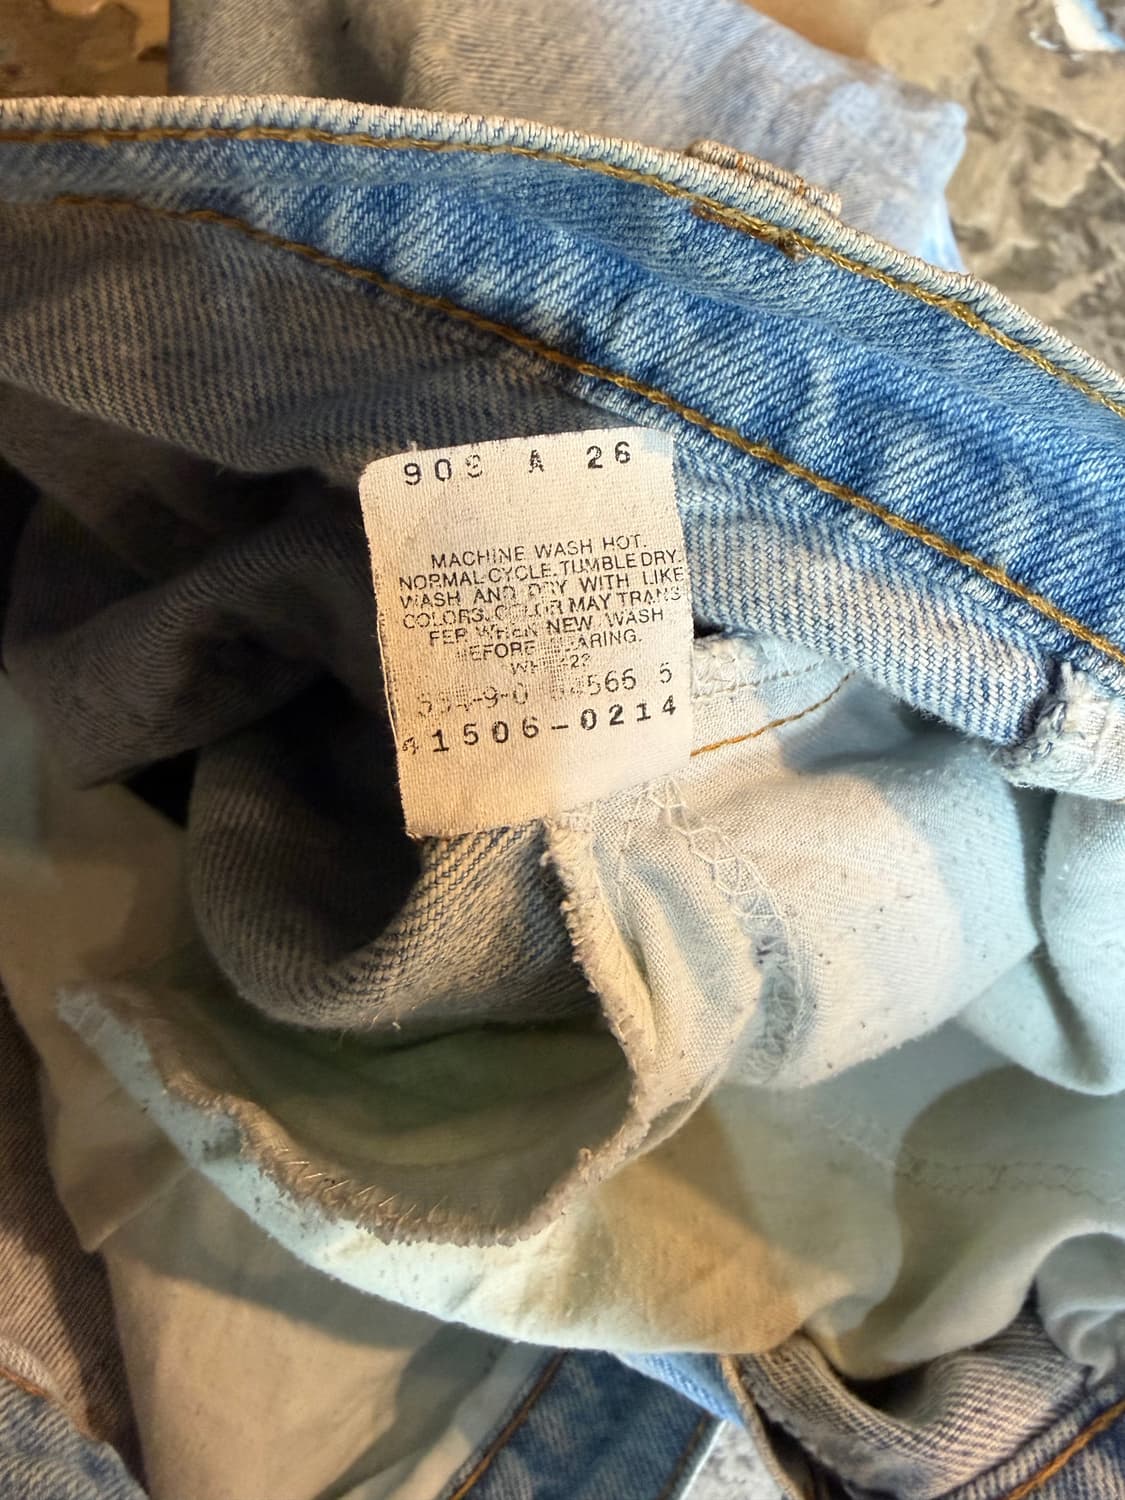 A 26
MACHINE WASH HOT.
NORMAL CYCLE. TUMBLE DRY.
WASH AND DRY WITH LIKE
COLORS. COLOR MAY TRANS
FER WHEN NEW WASH
BEFORE WEARING.
5
41506-0214